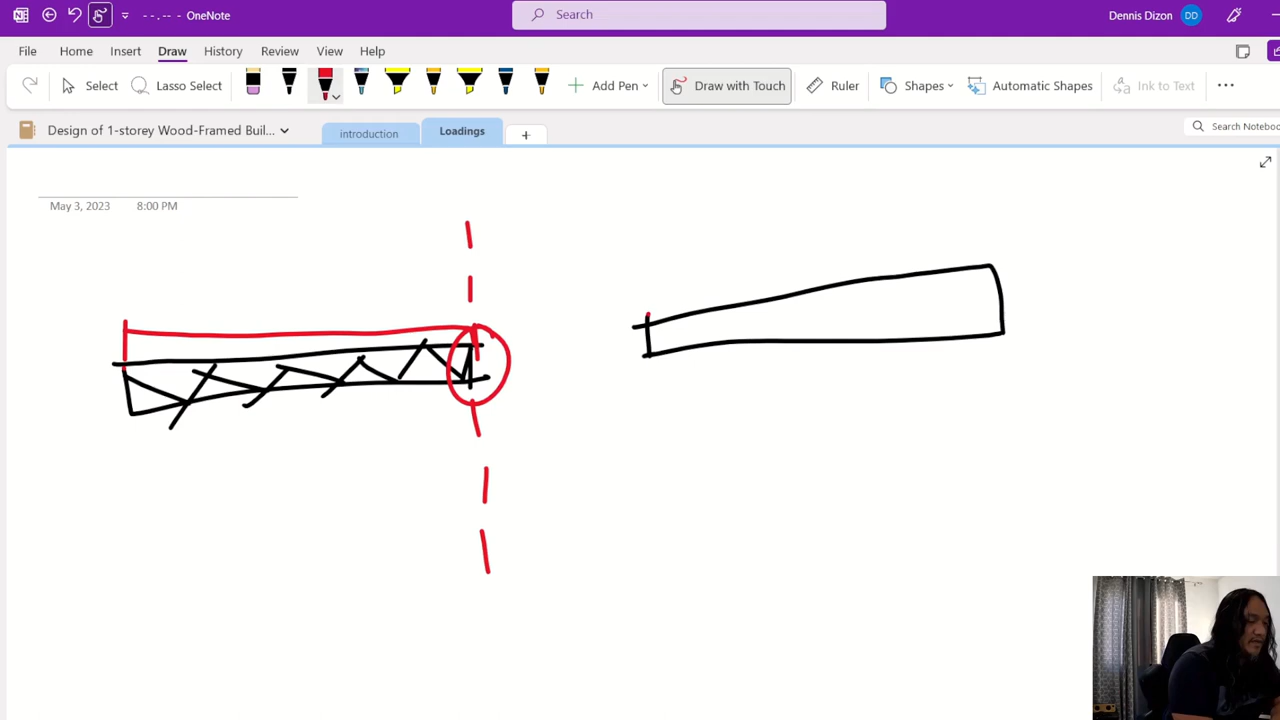 - -.-- - OneNote
Search
Dennis Dizon
DD
File
Home
Insert
Draw
History
Review
View
Help
Select
Lasso Select
Add Pen
Draw with Touch
Ruler
Shapes
Automatic Shapes
Ink to Text
Design of 1-storey Wood-Framed Buil...
introduction
Loadings
Search Noteboo
May 3, 2023
8:00 PM